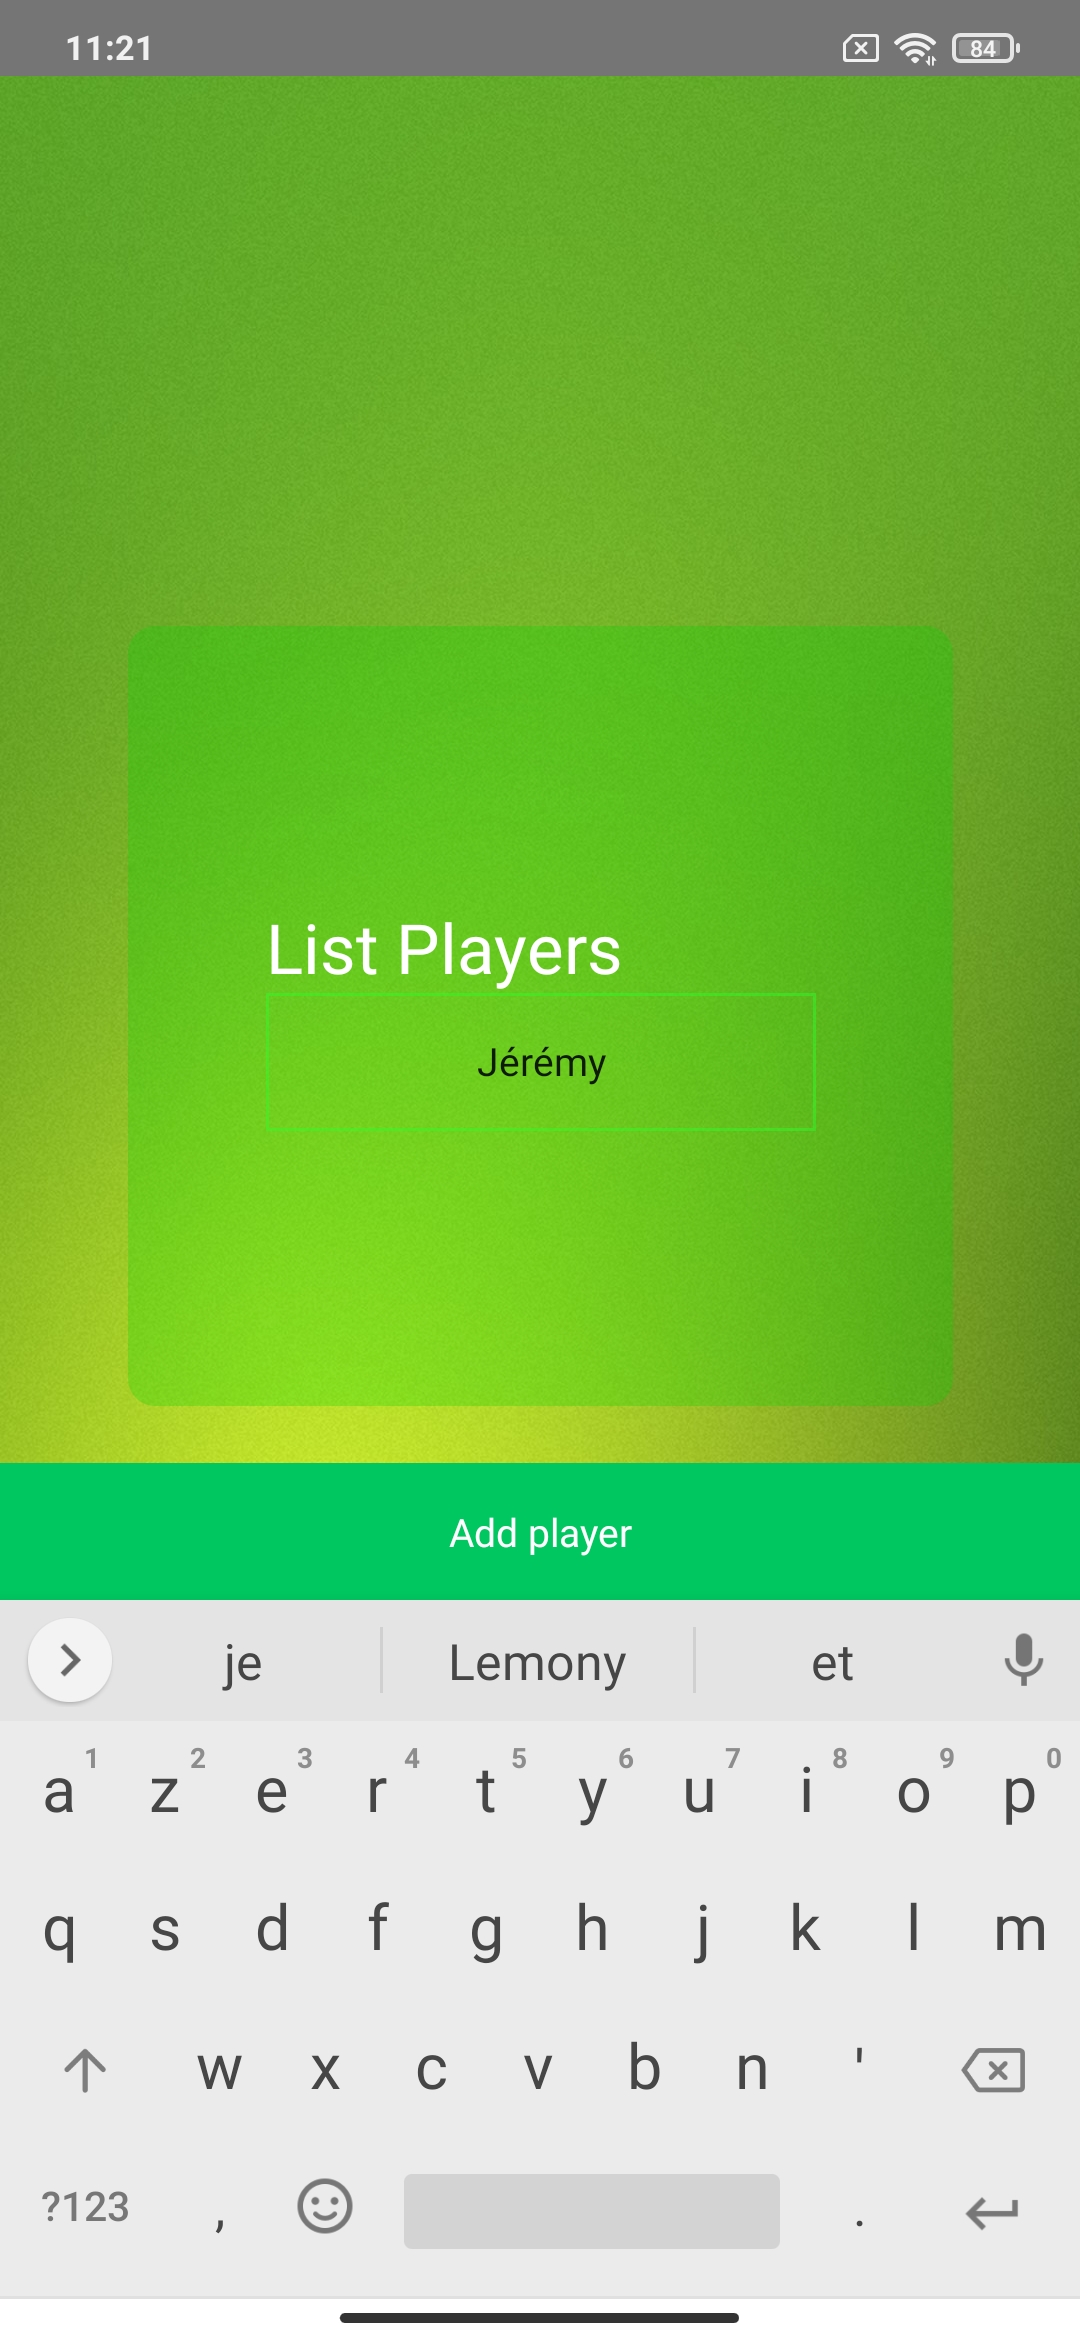 11:21
84
List Players
Jérémy
Add player
je Lemony et
1 2 3 4 5 6 7 8 9 0
a z e r t y u i o p
q s d f g h j k l m
w x c v b n '
?123 , .